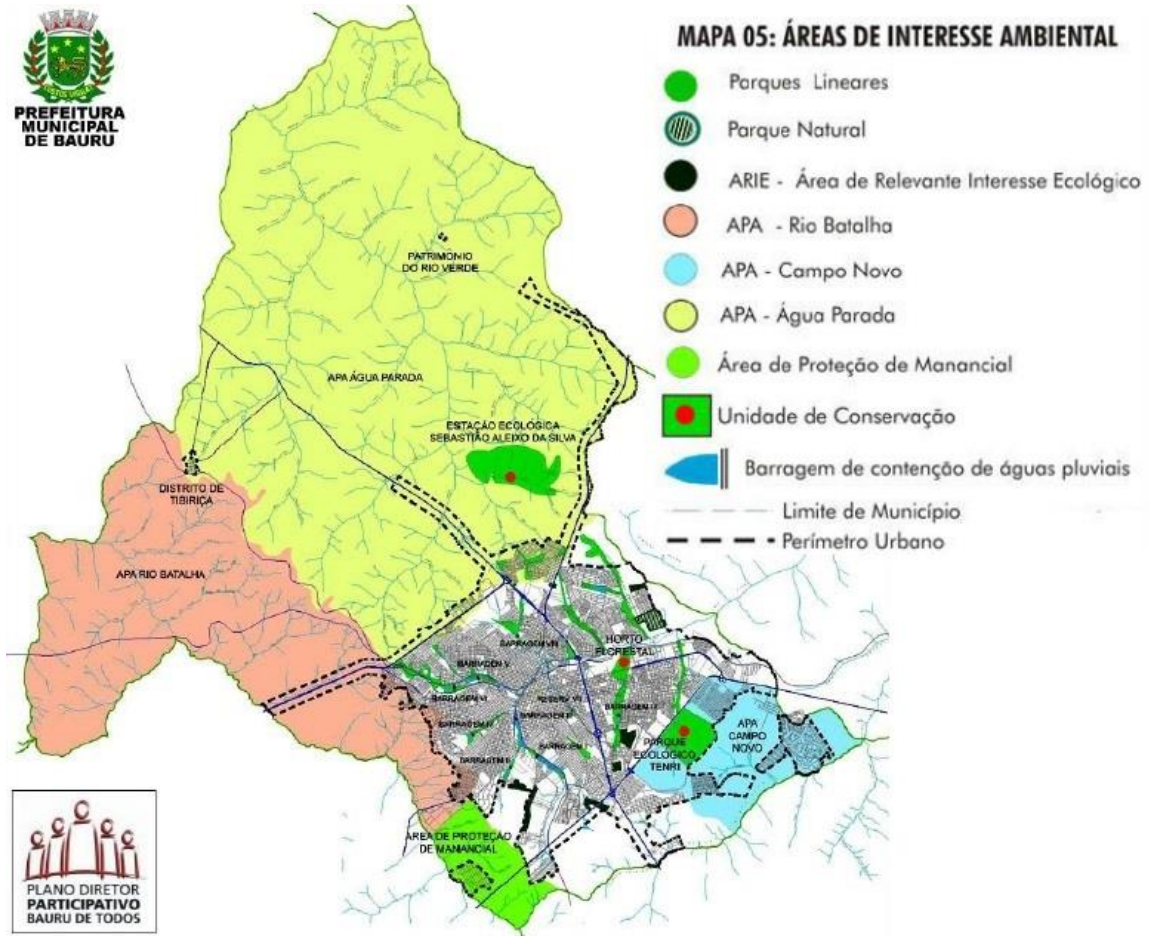 PREFEITURA
MUNICIPAL
DE BAURU
MAPA 05: ÁREAS DE INTERESSE AMBIENTAL
Parques Lineares
Parque Natural
ARIE - Área de Relevante Interesse Ecológico
APA - Rio Batalha
APA - Campo Novo
APA - Água Parada
Área de Proteção de Manancial
Unidade de Conservação
Barragem de contenção de águas pluviais
Limite de Município
Perímetro Urbano
PATRIMONIO
DO RIO VERDE
APA ÁGUA PARADA
ESTAÇÃO ECOLÓGICA
SEBASTIÃO ALEIXO DA SILVA
DISTRITO DE
TIBIRIÇA
APA RIO BATALHA
HORTO
FLORESTAL
BARRAGEM V
PARQUE
ECOLÓGICO
TENRI
APA
CAMPO
NOVO
ÁREA DE PROTEÇÃO
DE MANANCIAL
PLANO DIRETOR
PARTICIPATIVO
BAURU DE TODOS